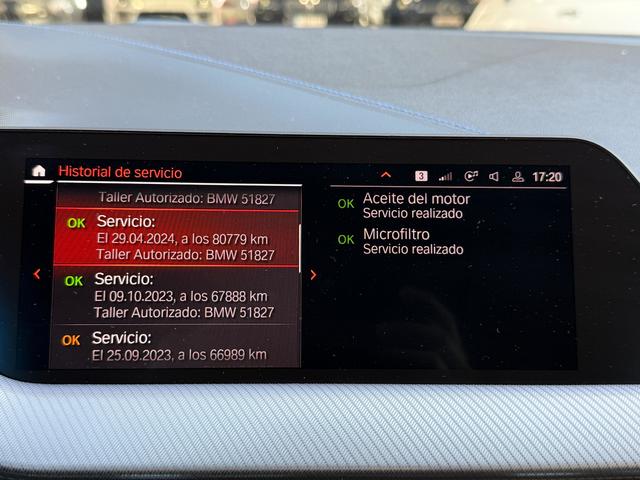 Historial de servicio
3
17:20
Taller Autorizado: BMW 51827
OK Servicio:
El 29.04.2024, a los 80779 km
Taller Autorizado: BMW 51827
OK Servicio:
El 09.10.2023, a los 67888 km
Taller Autorizado: BMW 51827
OK Servicio:
El 25.09.2023, a los 66989 km
OK Aceite del motor
Servicio realizado
OK Microfiltro
Servicio realizado